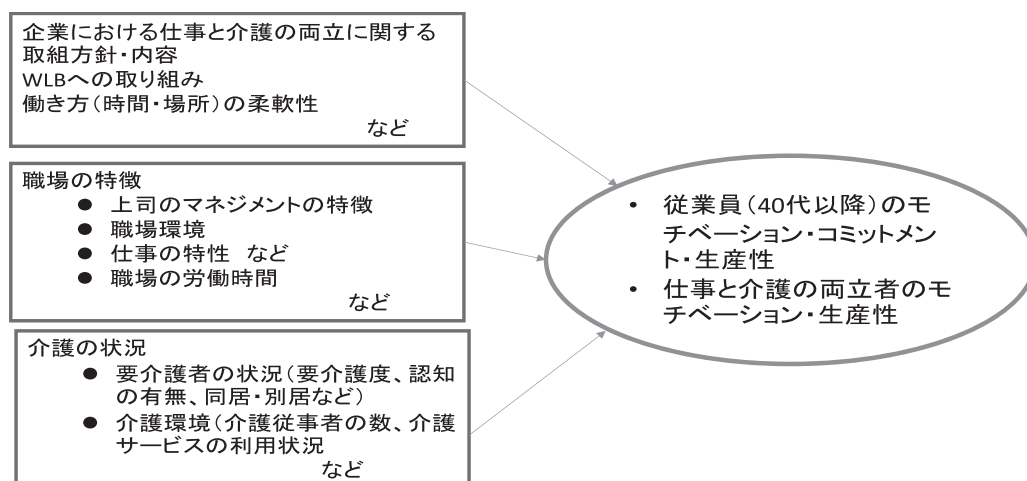 企業における仕事と介護の両立に関する
取組方針・内容
WLBへの取り組み
働き方（時間・場所）の柔軟性
など
職場の特徴
● 上司のマネジメントの特徴
● 職場環境
● 仕事の特性 など
● 職場の労働時間
など
介護の状況
● 要介護者の状況（要介護度、認知
の有無、同居・別居など）
● 介護環境（介護従事者の数、介護
サービスの利用状況
など
• 従業員（40代以降）のモ
チベーション・コミットメン
ト・生産性
• 仕事と介護の両立者のモ
チベーション・生産性